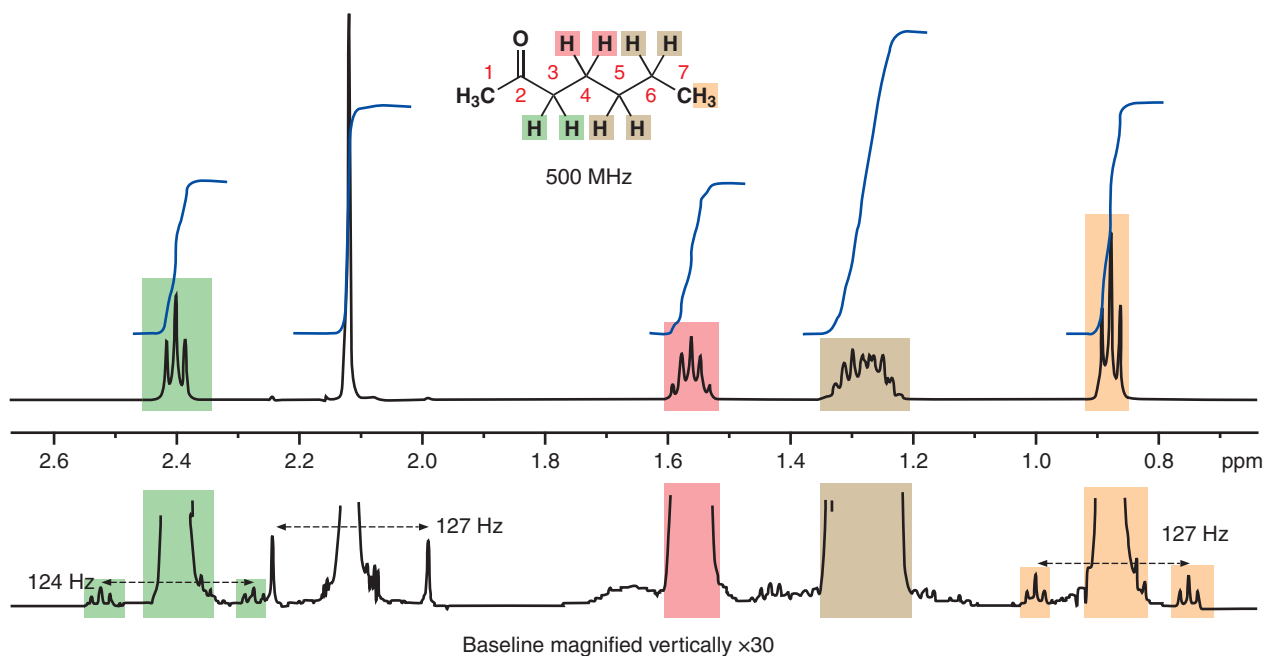 O
H H H H
1 3 5 7
H₃C 2 4 6 CH₃
H H H H
500 MHz
2.6 2.4 2.2 2.0 1.8 1.6 1.4 1.2 1.0 0.8 ppm
127 Hz
127 Hz
124 Hz
Baseline magnified vertically ×30